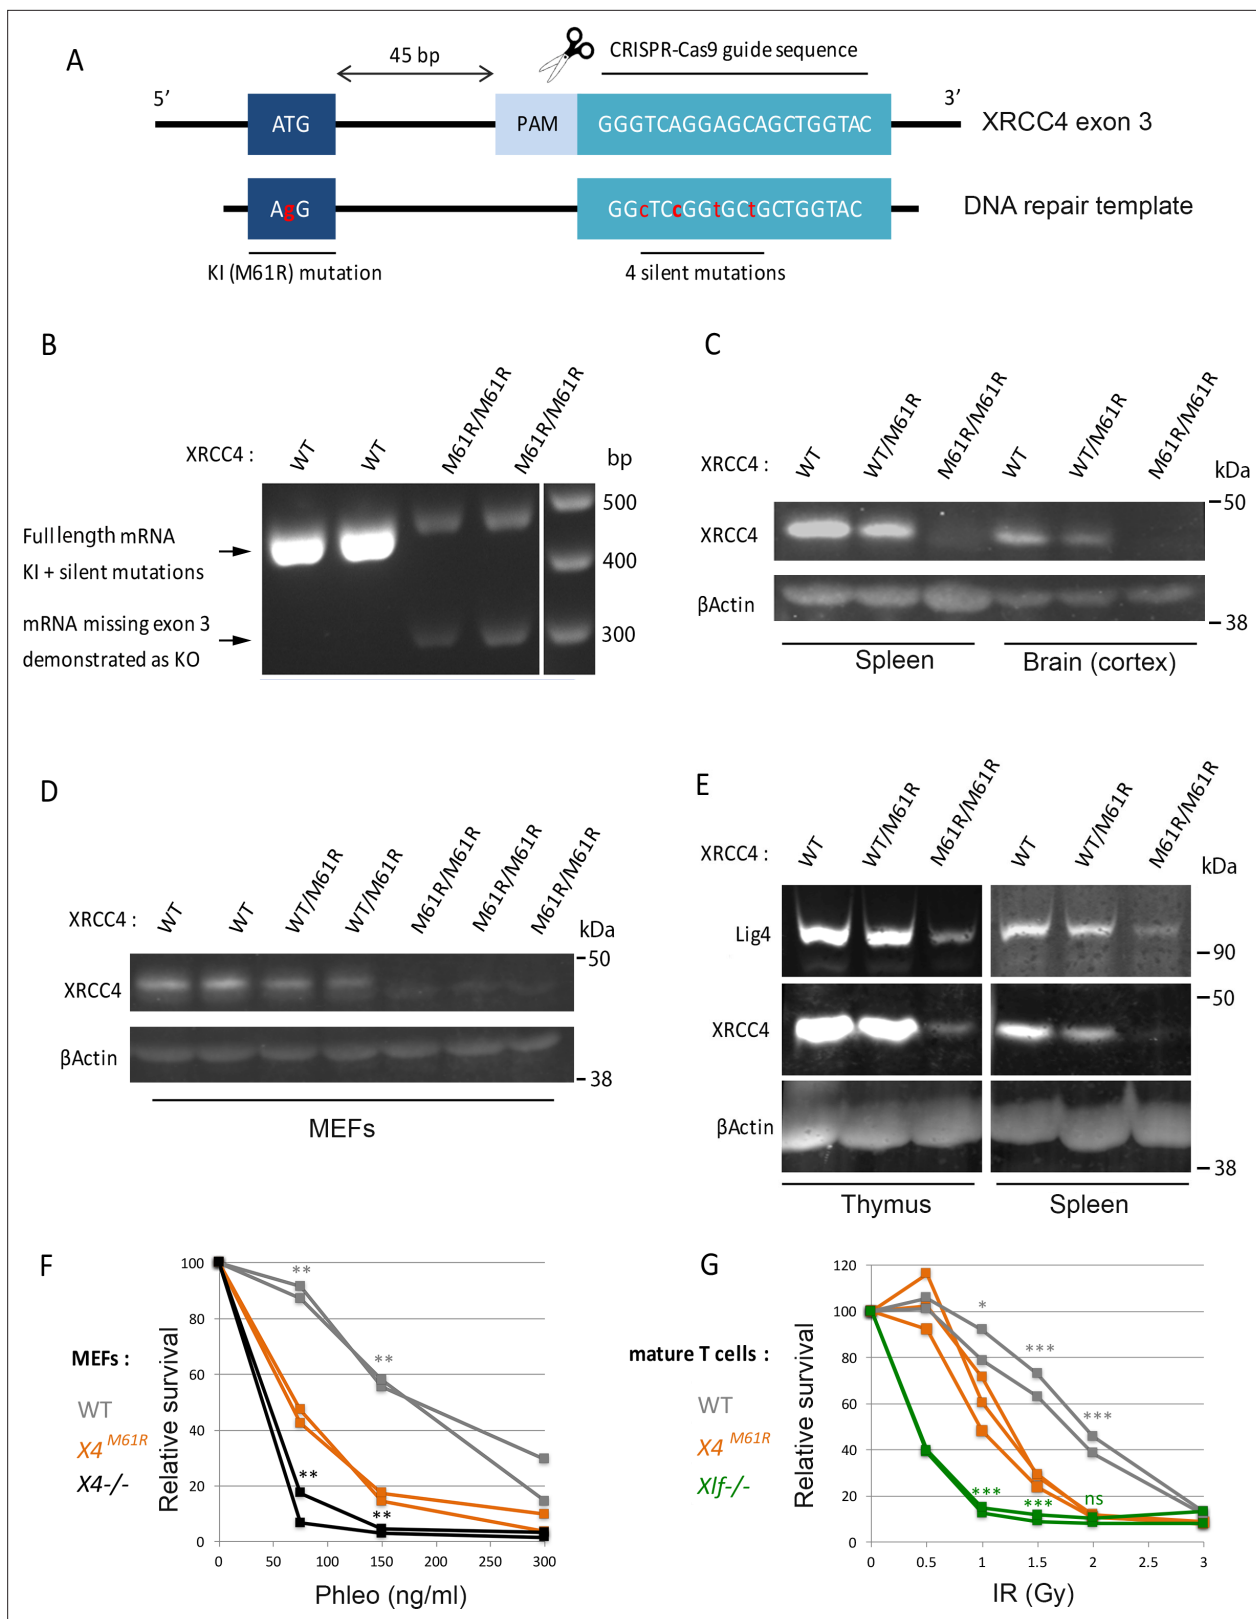 A
45 bp
CRISPR-Cas9 guide sequence
5’
3’
ATG
PAM
GGGTCAGGAGCAGCTGGTAC
XRCC4 exon 3
AgG
GGcTCcGGtGCtGCTGGTAC
DNA repair template
KI (M61R) mutation
4 silent mutations
B
XRCC4 :
WT
WT
M61R/M61R
M61R/M61R
bp
500
400
300
Full length mRNA
KI + silent mutations
mRNA missing exon 3
demonstrated as KO
C
XRCC4 :
WT
WT/M61R
M61R/M61R
WT
WT/M61R
M61R/M61R
kDa
50
XRCC4
βActin
38
Spleen
Brain (cortex)
D
XRCC4 :
WT
WT
WT/M61R
WT/M61R
M61R/M61R
M61R/M61R
M61R/M61R
kDa
50
XRCC4
βActin
38
MEFs
E
XRCC4 :
WT
WT/M61R
M61R/M61R
WT
WT/M61R
M61R/M61R
kDa
Lig4
90
50
XRCC4
βActin
38
Thymus
Spleen
F
MEFs :
WT
X4 M61R
X4-/-
Relative survival
100
80
60
40
20
0
**
**
**
**
0 50 100 150 200 250 300
Phleo (ng/ml)
G
mature T cells :
WT
X4 M61R
Xlf-/-
Relative survival
120
100
80
60
40
20
0
*
***
***
***
***
ns
0 0.5 1 1.5 2 2.5 3
IR (Gy)